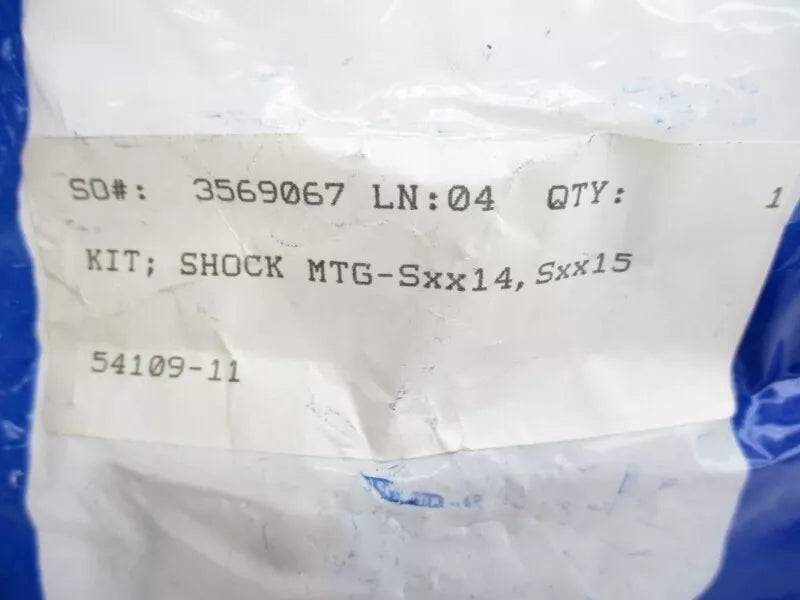 SO#: 3569067 LN:04 QTY: 1
KIT; SHOCK MTG-Sxx14, Sxx15
54109-11